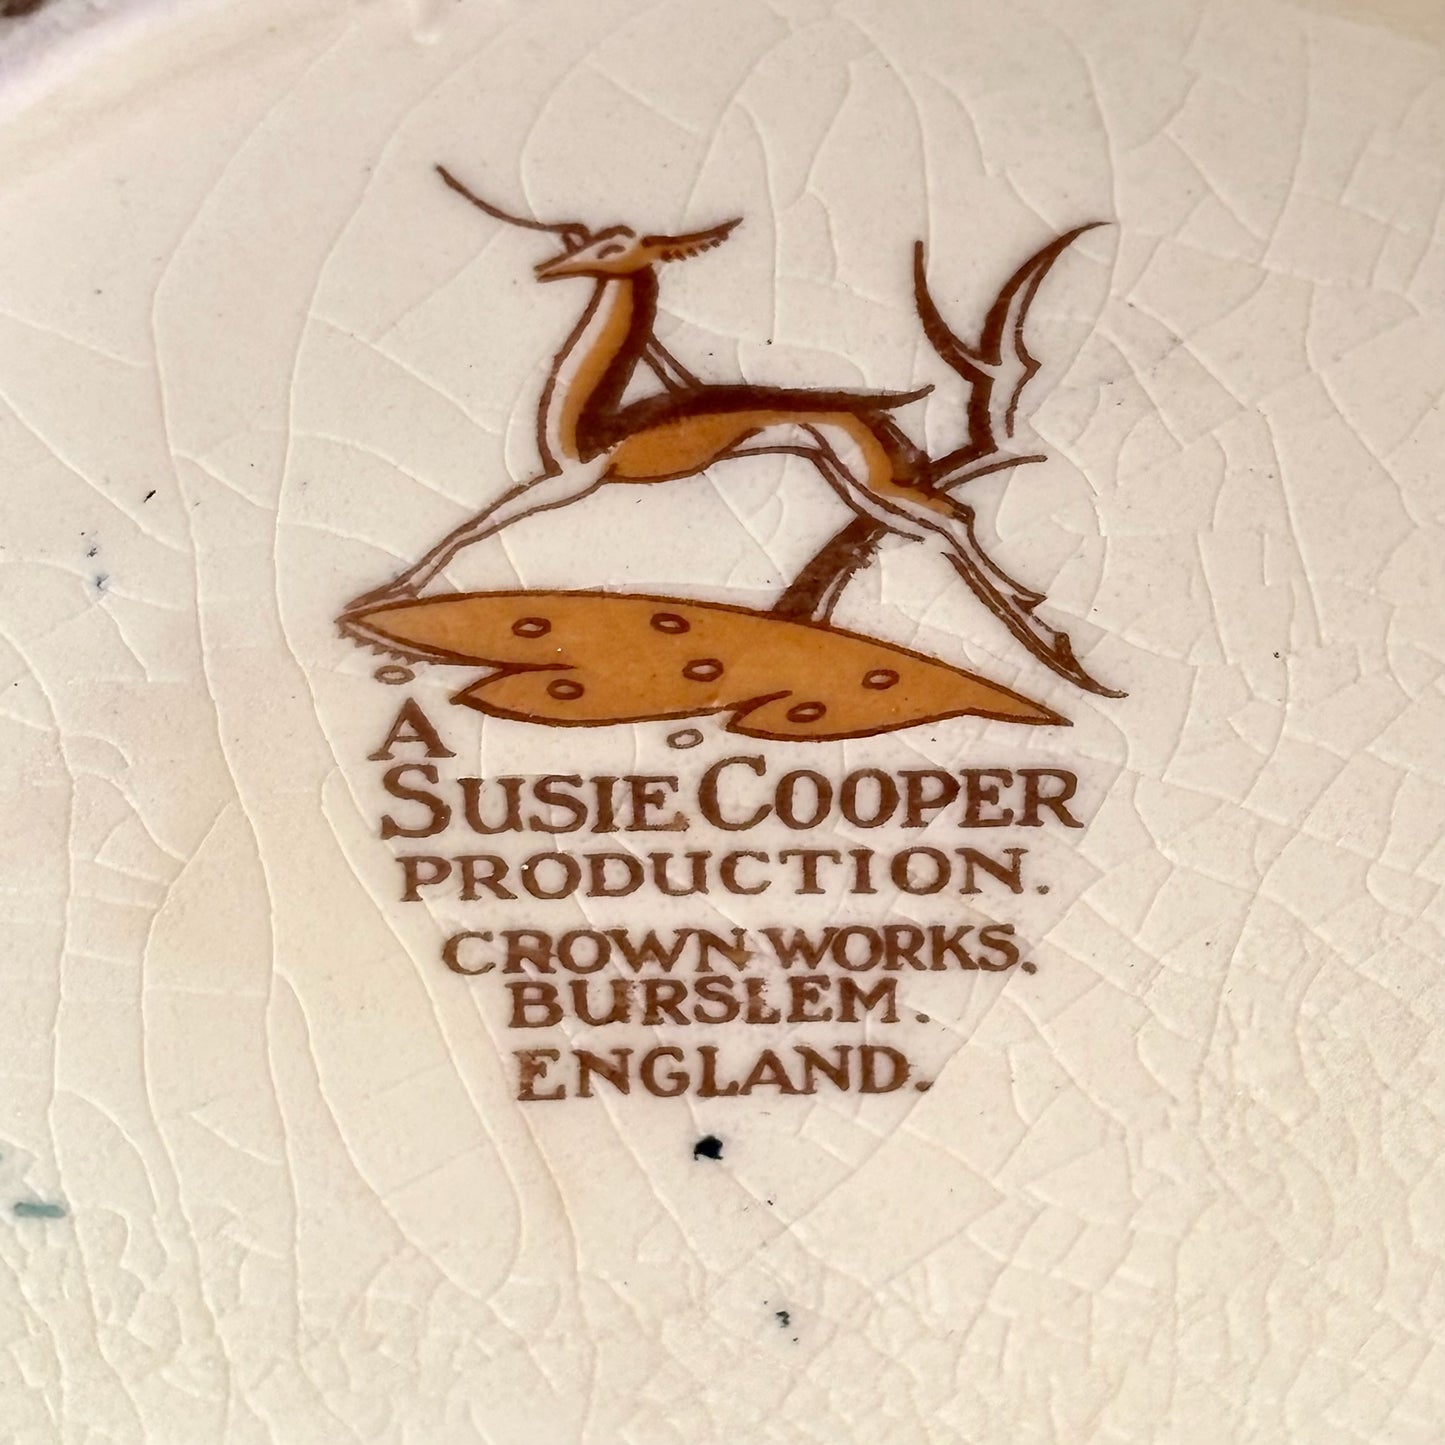 A
SUSIE COOPER
PRODUCTION.
CROWN WORKS.
BURSLEM.
ENGLAND.